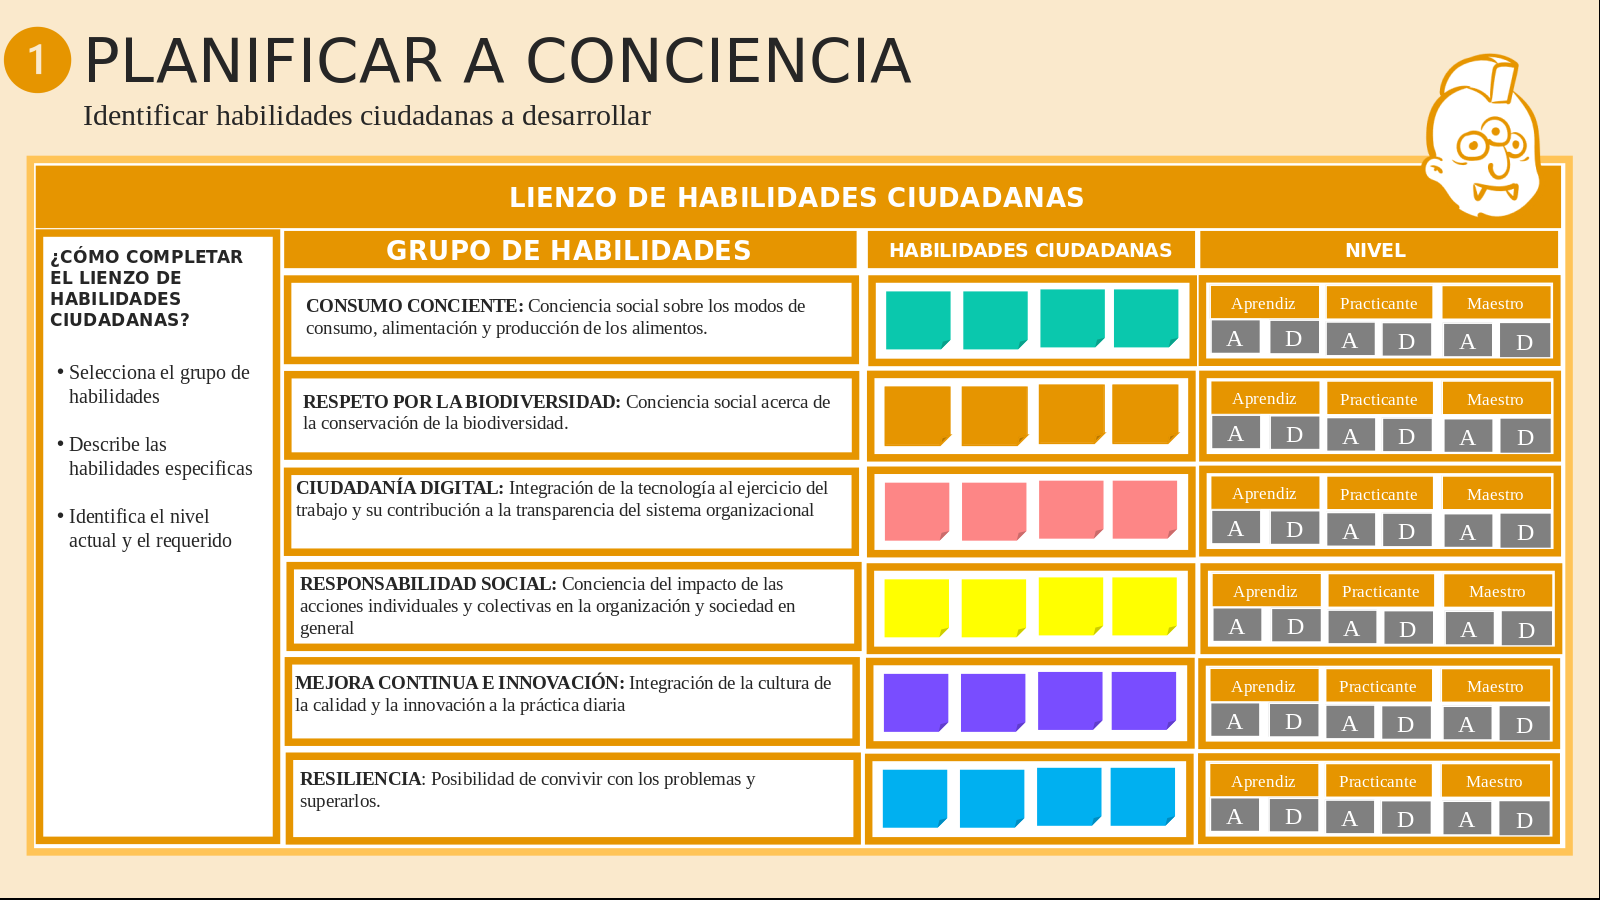 1
PLANIFICAR A CONCIENCIA
Identificar habilidades ciudadanas a desarrollar
LIENZO DE HABILIDADES CIUDADANAS
¿CÓMO COMPLETAR
EL LIENZO DE
HABILIDADES
CIUDADANAS?
• Selecciona el grupo de
habilidades
• Describe las
habilidades especificas
• Identifica el nivel
actual y el requerido
GRUPO DE HABILIDADES
HABILIDADES CIUDADANAS
NIVEL
CONSUMO CONCIENTE: Conciencia social sobre los modos de
consumo, alimentación y producción de los alimentos.
Aprendiz Practicante Maestro
A D A D A D
RESPETO POR LA BIODIVERSIDAD: Conciencia social acerca de
la conservación de la biodiversidad.
Aprendiz Practicante Maestro
A D A D A D
CIUDADANÍA DIGITAL: Integración de la tecnología al ejercicio del
trabajo y su contribución a la transparencia del sistema organizacional
Aprendiz Practicante Maestro
A D A D A D
RESPONSABILIDAD SOCIAL: Conciencia del impacto de las
acciones individuales y colectivas en la organización y sociedad en
general
Aprendiz Practicante Maestro
A D A D A D
MEJORA CONTINUA E INNOVACIÓN: Integración de la cultura de
la calidad y la innovación a la práctica diaria
Aprendiz Practicante Maestro
A D A D A D
RESILIENCIA: Posibilidad de convivir con los problemas y
superarlos.
Aprendiz Practicante Maestro
A D A D A D